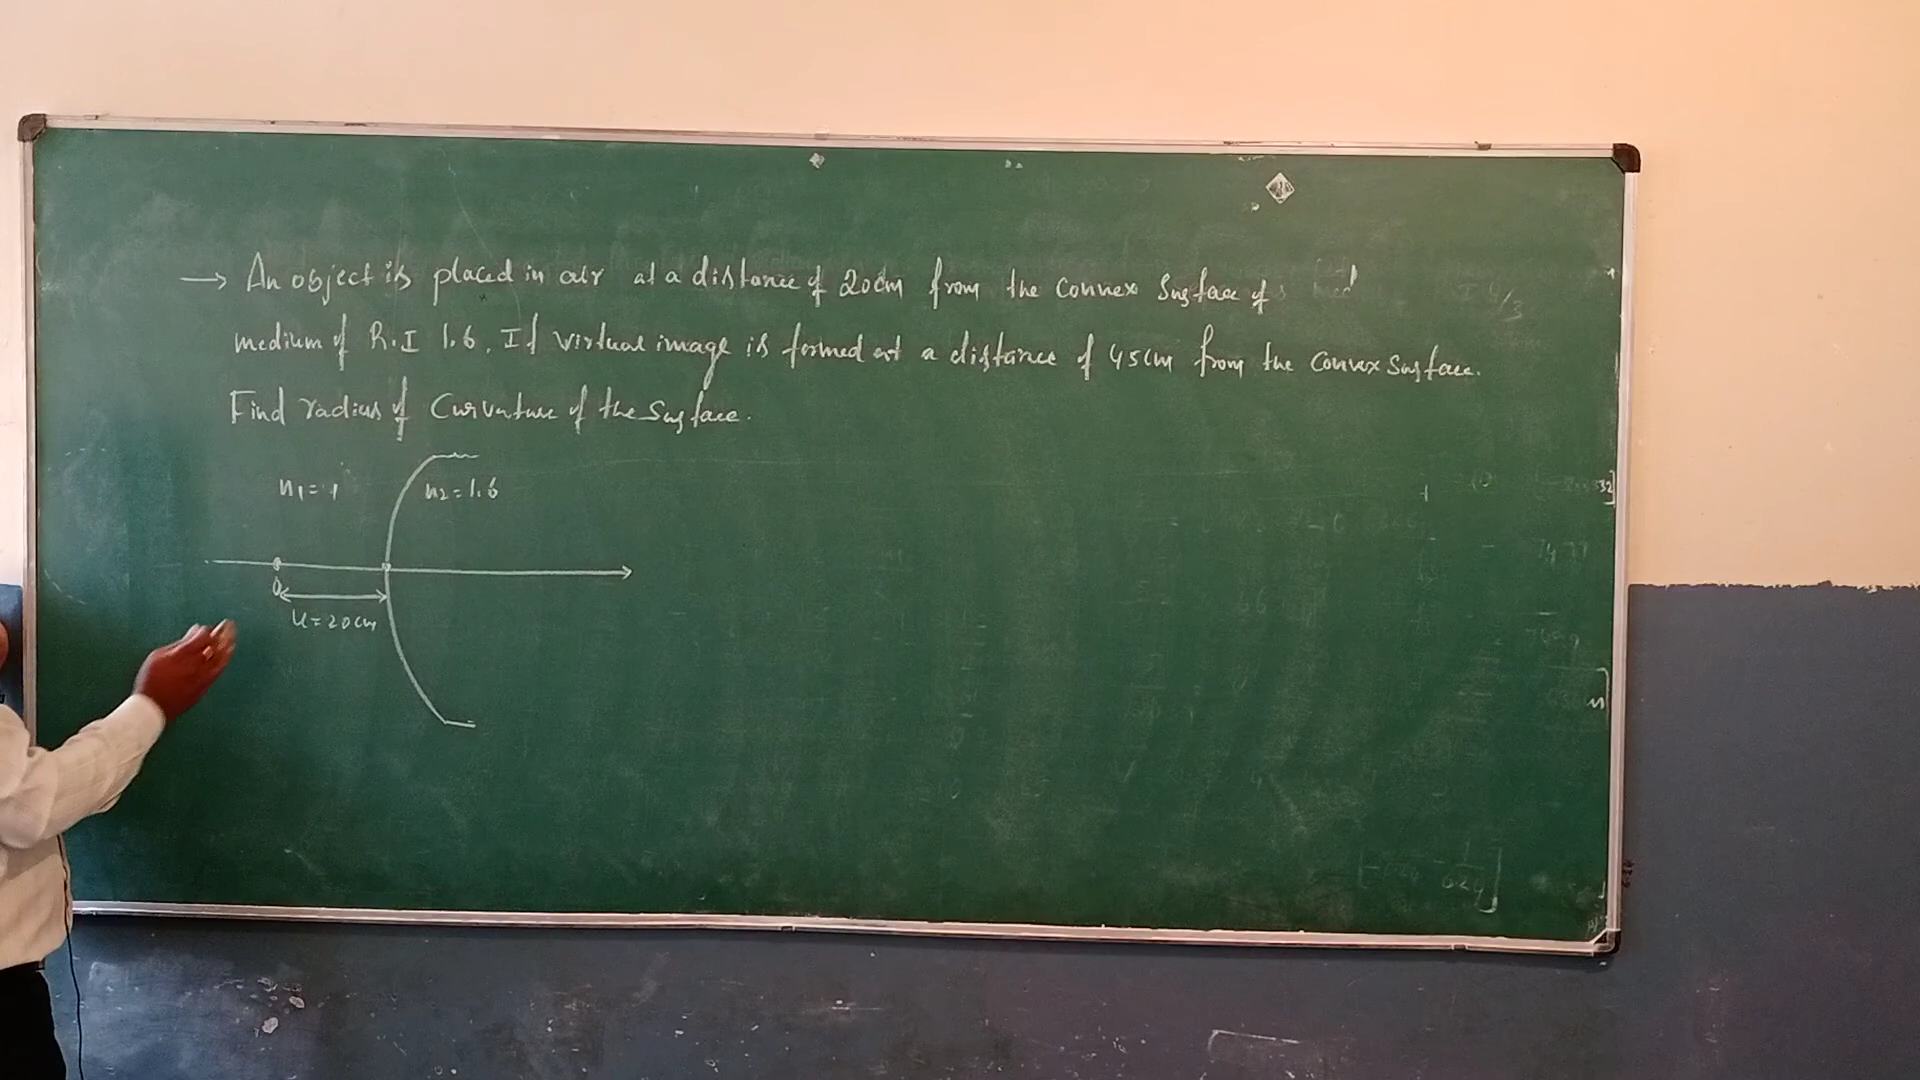 → An object is placed in air at a distance of 20cm from the convex surface of
medium of R.I 1.6. If virtual image is formed at a distance of 45cm from the convex surface.
Find radius of curvature of the surface.
n1 = 1
n2 = 1.6
O
u = 20cm